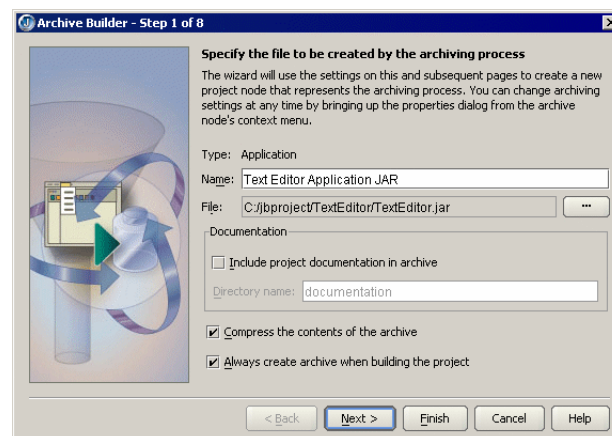 Archive Builder - Step 1 of 8
Specify the file to be created by the archiving process
The wizard will use the settings on this and subsequent pages to create a new
project node that represents the archiving process. You can change archiving
settings at any time by bringing up the properties dialog from the archive
node's context menu.
Type: Application
Name: Text Editor Application JAR
File: C:/jbproject/TextEditor/TextEditor.jar ...
Documentation
Include project documentation in archive
Directory name: documentation
Compress the contents of the archive
Always create archive when building the project
< Back Next > Finish Cancel Help